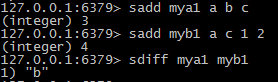 127.0.0.1:6379> sadd mya1 a b c
(integer) 3
127.0.0.1:6379> sadd myb1 a c 1 2
(integer) 4
127.0.0.1:6379> sdiff mya1 myb1
1) "b"